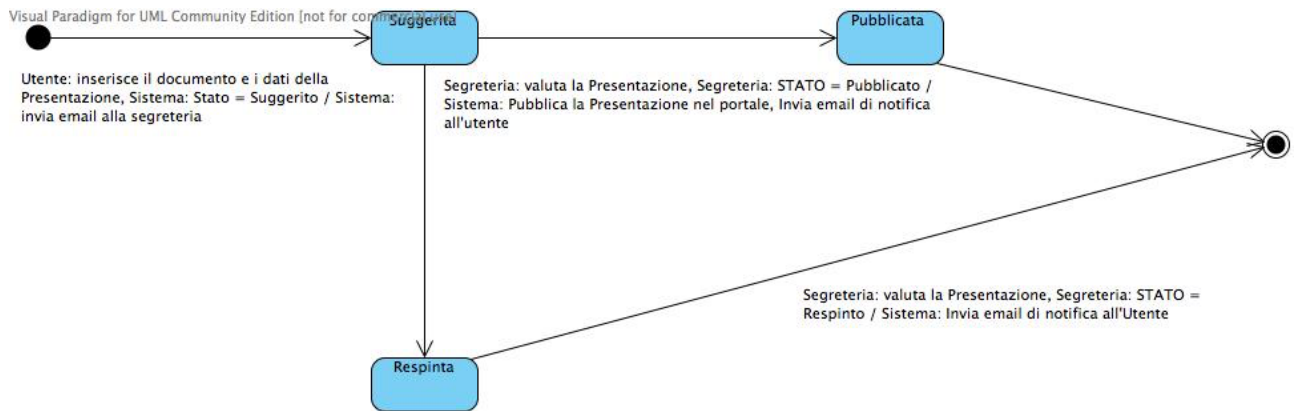 Visual Paradigm for UML Community Edition [not for commercial use]
Suggerita
Pubblicata
Utente: inserisce il documento e i dati della
Presentazione, Sistema: Stato = Suggerito / Sistema:
invia email alla segreteria
Segreteria: valuta la Presentazione, Segreteria: STATO = Pubblicato /
Sistema: Pubblica la Presentazione nel portale, Invia email di notifica
all'utente
Segreteria: valuta la Presentazione, Segreteria: STATO =
Respinto / Sistema: Invia email di notifica all'Utente
Respinta